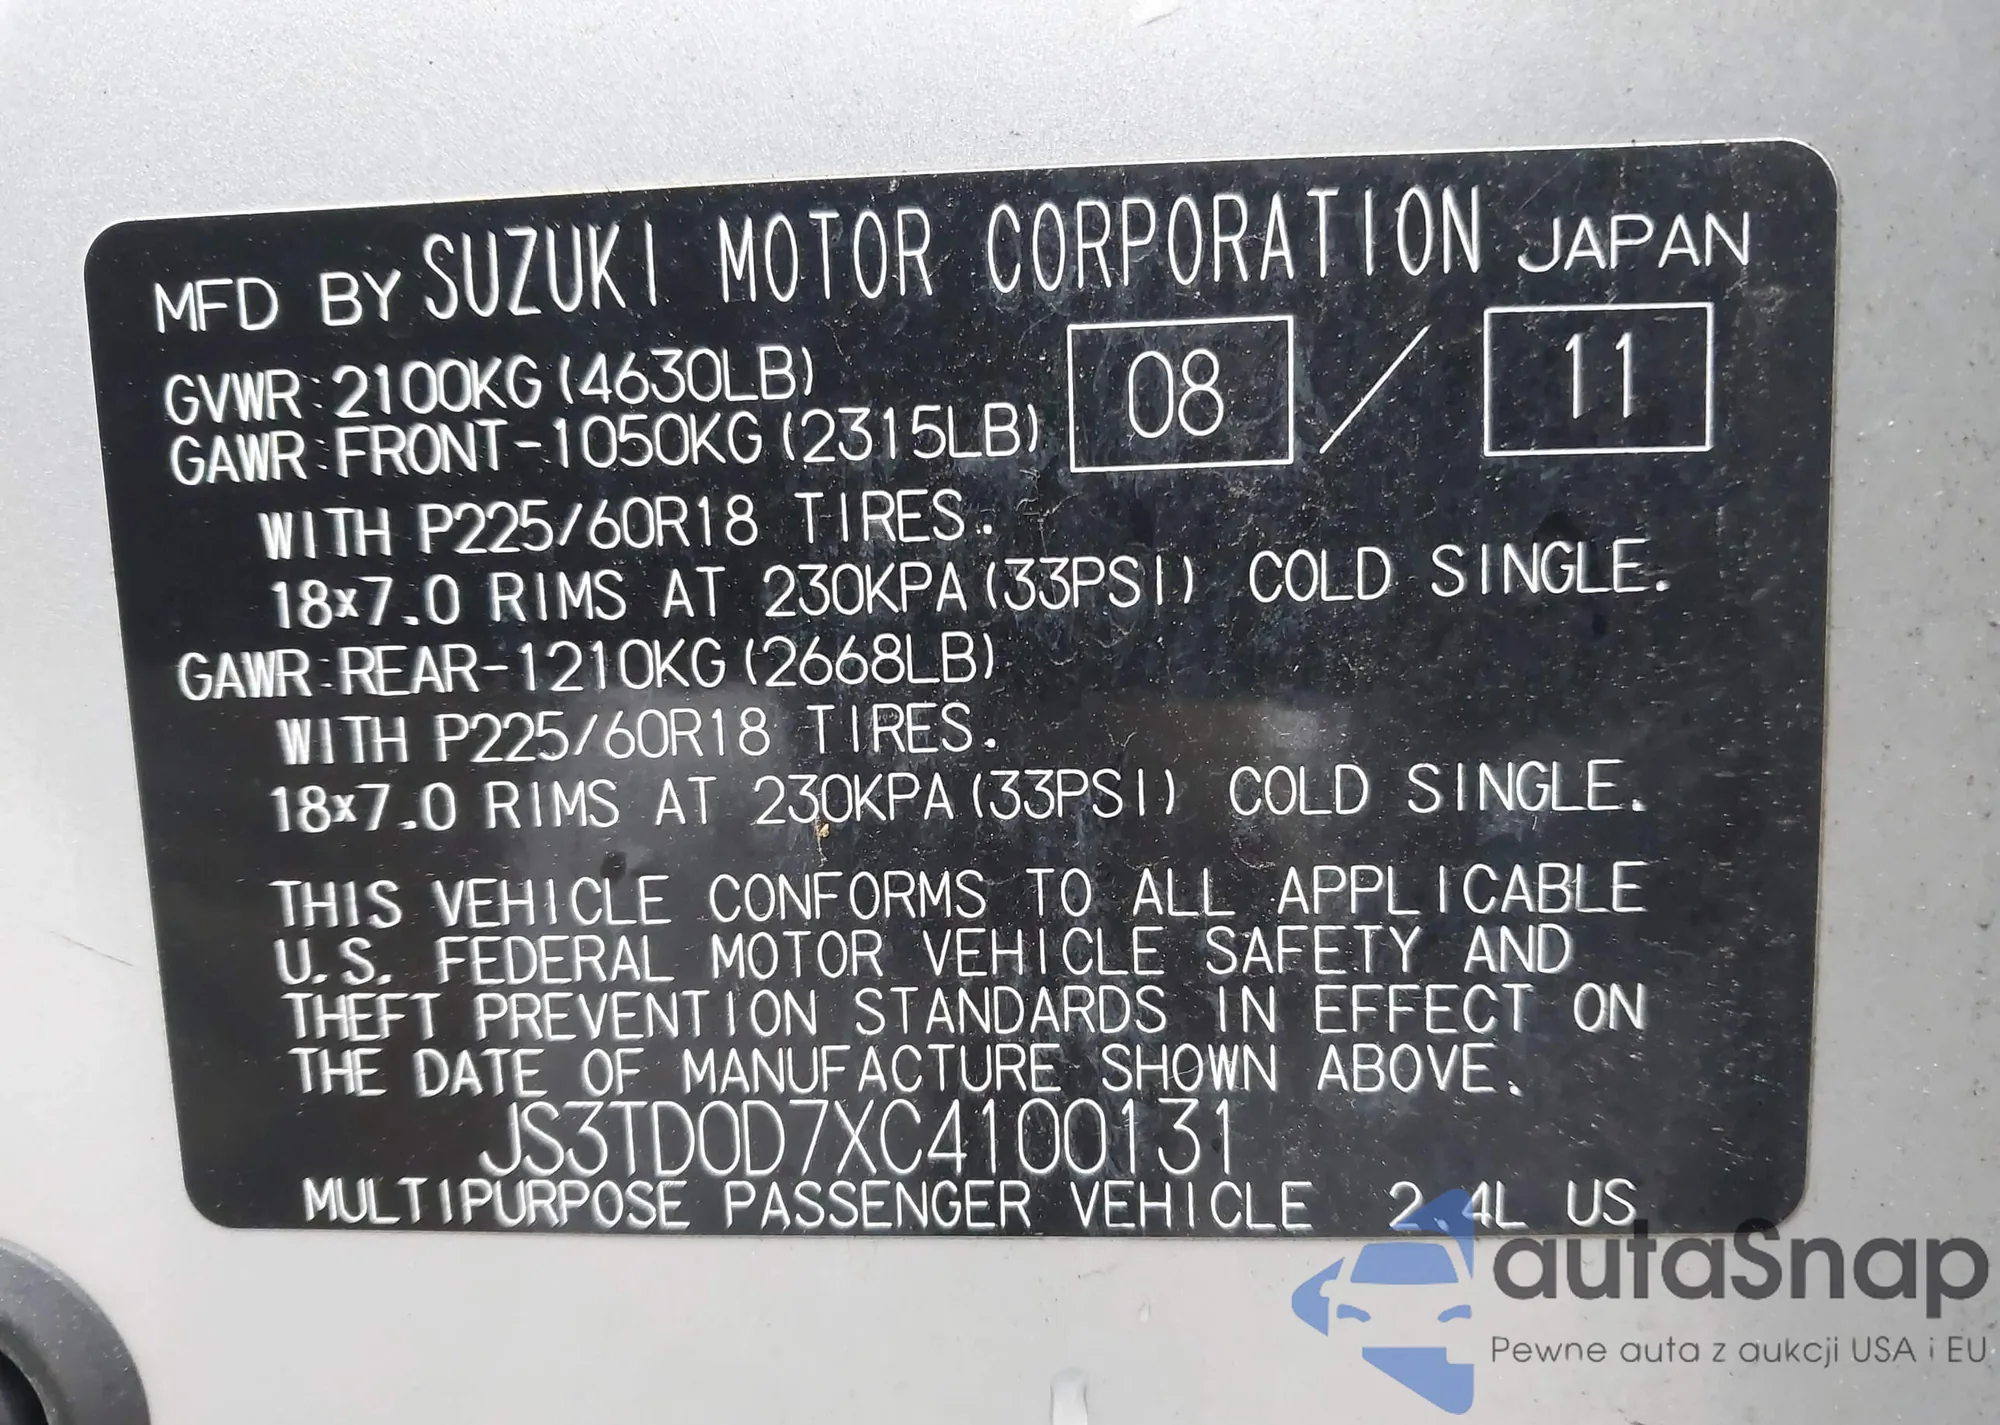 MFD BY SUZUKI MOTOR CORPORATION JAPAN
GVWR:2100KG(4630LB) 08 / 11
GAWR:FRONT-1050KG(2315LB)
WITH P225/60R18 TIRES.
18x7.0 RIMS AT 230KPA(33PSI) COLD SINGLE.
GAWR:REAR-1210KG(2668LB)
WITH P225/60R18 TIRES.
18x7.0 RIMS AT 230KPA(33PSI) COLD SINGLE.
THIS VEHICLE CONFORMS TO ALL APPLICABLE
U.S. FEDERAL MOTOR VEHICLE SAFETY AND
THEFT PREVENTION STANDARDS IN EFFECT ON
THE DATE OF MANUFACTURE SHOWN ABOVE.
JS3TD0D7XC4100131
MULTIPURPOSE PASSENGER VEHICLE 2.4L US
autaSnap
Pewne auta z aukcji USA i EU